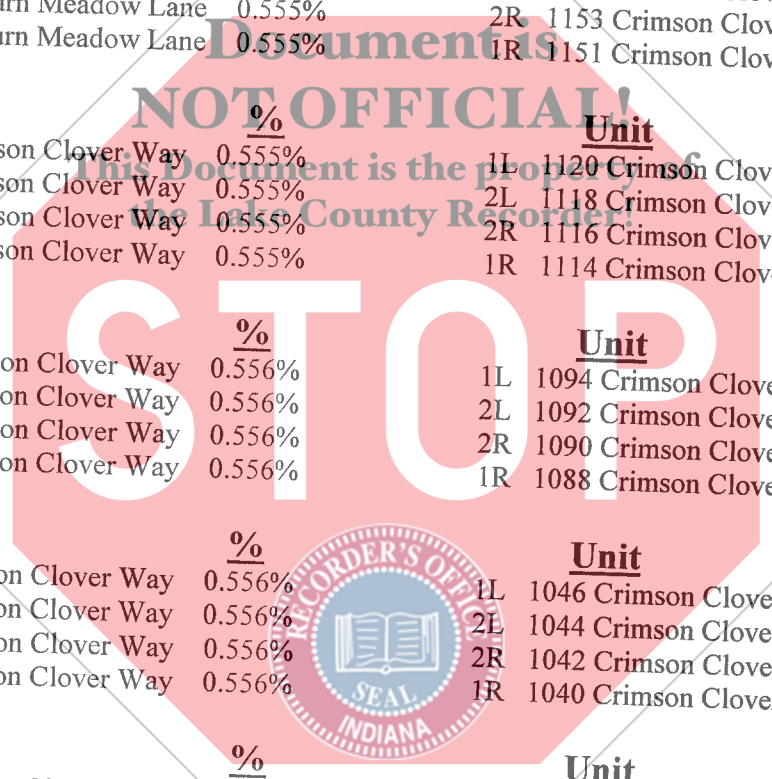 urn Meadow Lane 0.555% 2R 1153 Crimson Clov
urn Meadow Lane 0.555% 1R 1151 Crimson Clov
Document is
NOT OFFICIAL!
This Document is the property of
the Lake County Recorder!
% Unit
son Clover Way 0.555% 1L 1120 Crimson Clov
son Clover Way 0.555% 2L 1118 Crimson Clov
son Clover Way 0.555% 2R 1116 Crimson Clov
son Clover Way 0.555% 1R 1114 Crimson Clove
STOP
% Unit
on Clover Way 0.556% 1L 1094 Crimson Clove
on Clover Way 0.556% 2L 1092 Crimson Clove
on Clover Way 0.556% 2R 1090 Crimson Clove
on Clover Way 0.556% 1R 1088 Crimson Clove
% Unit
on Clover Way 0.556% 1L 1046 Crimson Clove
on Clover Way 0.556% 2L 1044 Crimson Clove
on Clover Way 0.556% 2R 1042 Crimson Clove
on Clover Way 0.556% 1R 1040 Crimson Clove
RECORDER'S OFFICE
SEAL
INDIANA
% Unit